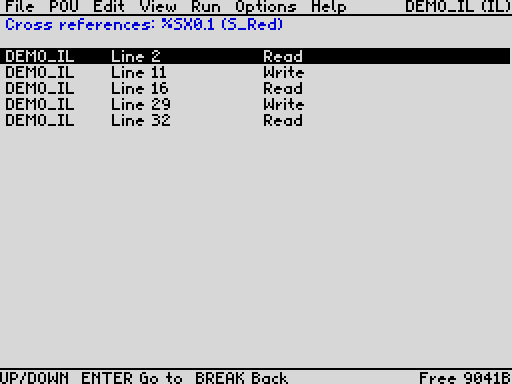 File POU Edit View Run Options Help DEMO_IL (IL)
Cross references: %SX0.1 (S_Red)
DEMO_IL Line 2 Read
DEMO_IL Line 11 Write
DEMO_IL Line 16 Read
DEMO_IL Line 29 Write
DEMO_IL Line 32 Read
UP/DOWN ENTER Go to BREAK Back Free 9041B